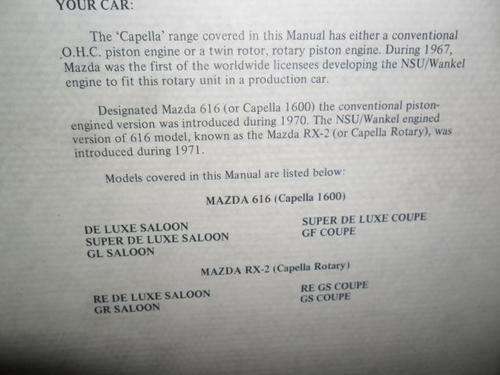 YOUR CAR:
The 'Capella' range covered in this Manual has either a conventional
O.H.C. piston engine or a twin rotor, rotary piston engine. During 1967,
Mazda was the first of the worldwide licensees developing the NSU/Wankel
engine to fit this rotary unit in a production car.
Designated Mazda 616 (or Capella 1600) the conventional piston-
engined version was introduced during 1970. The NSU/Wankel engined
version of 616 model, known as the Mazda RX-2 (or Capella Rotary), was
introduced during 1971.
Models covered in this Manual are listed below:
MAZDA 616 (Capella 1600)
DE LUXE SALOON
SUPER DE LUXE SALOON
GL SALOON
SUPER DE LUXE COUPE
GF COUPE
MAZDA RX-2 (Capella Rotary)
RE DE LUXE SALOON
GR SALOON
RE GS COUPE
GS COUPE